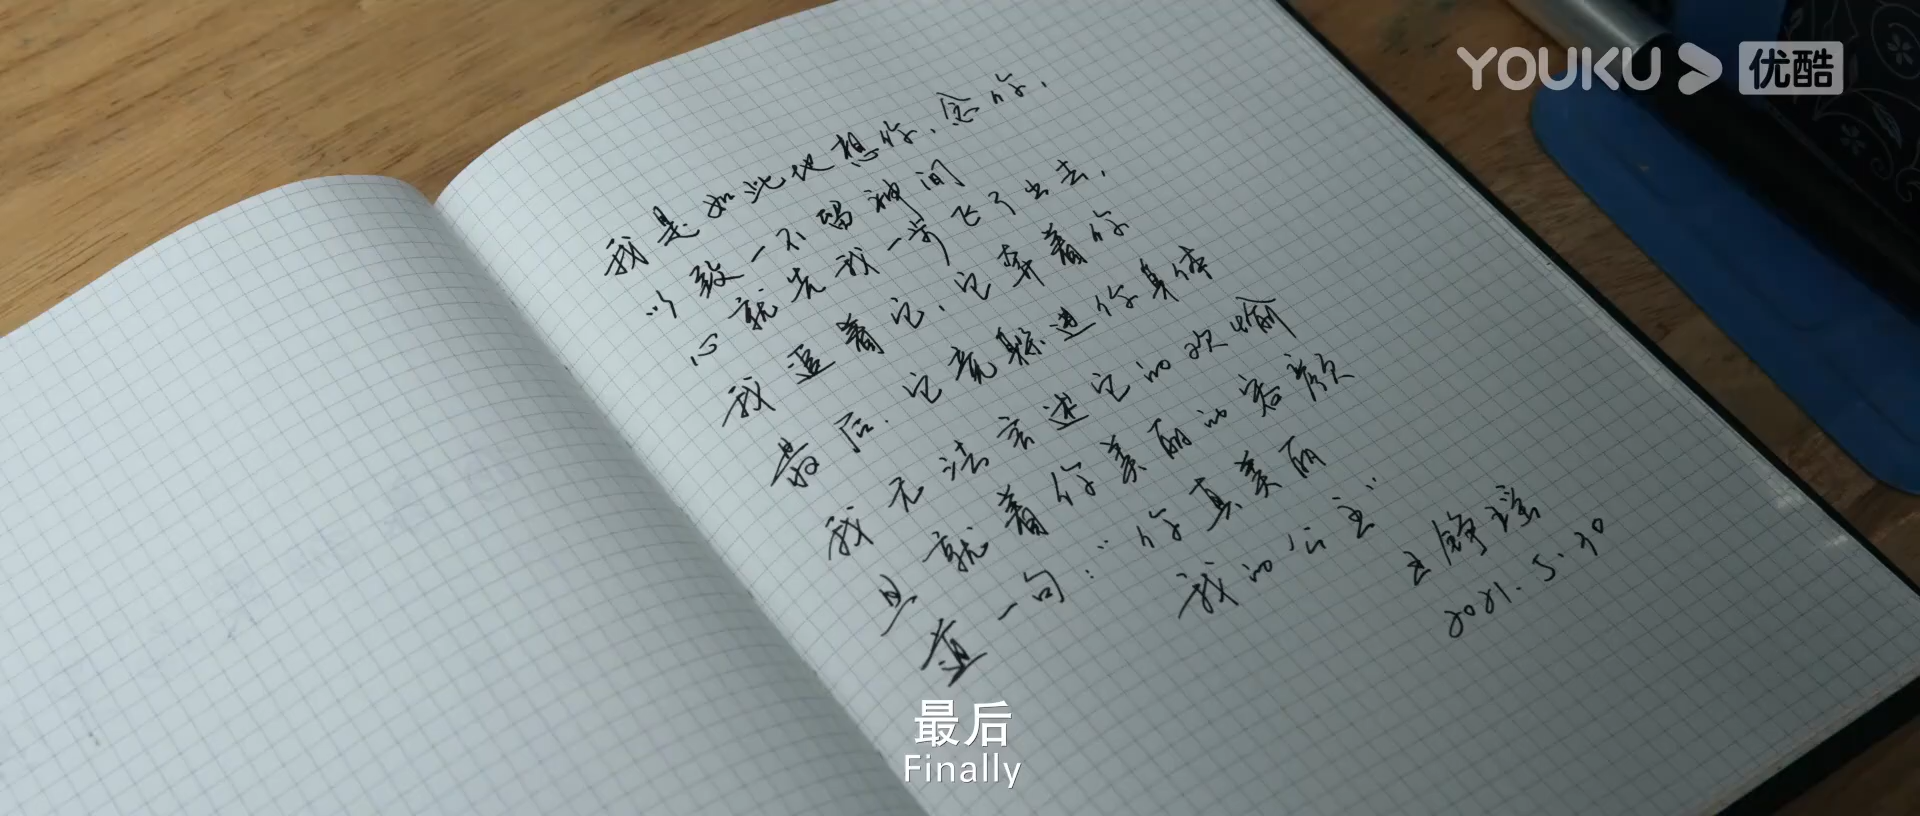 YOUKU 优酷
我是如此地想你、念你，
以致一不留神间
心就先我一步飞了出去，
我追着它，它奔着你
最后，它竟躲进你身体
我无法言述它的欢愉
且就着你美丽的容颜
道一句：“你真美丽
我的公主”
王铮瑶
2021.5.30
最后
Finally